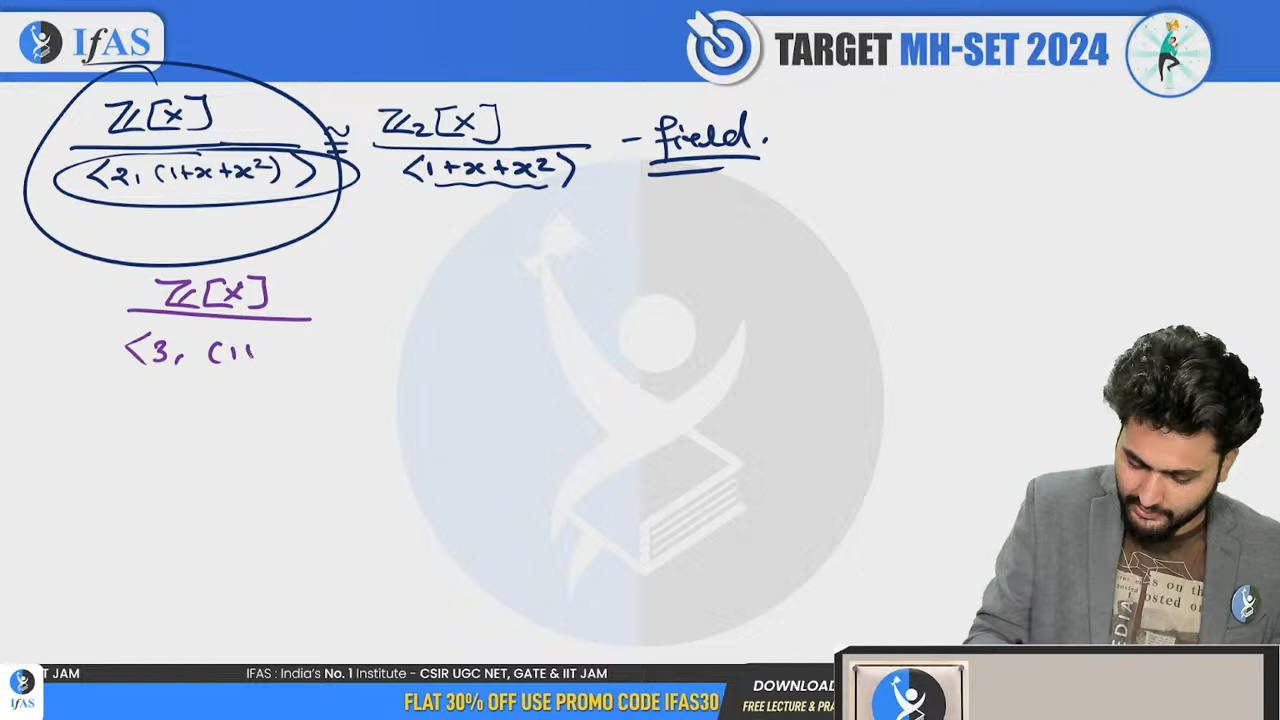 IFAS
TARGET MH-SET 2024
ℤ[x] / <2, (1+x+x²)> ≅ ℤ₂[x] / <1+x+x²> - field.
ℤ[x] / <3, (1
T JAM
IFAS : India's No. 1 Institute - CSIR UGC NET, GATE & IIT JAM
DOWNLOAD
FLAT 30% OFF USE PROMO CODE IFAS30
FREE LECTURE & PRA
IFAS